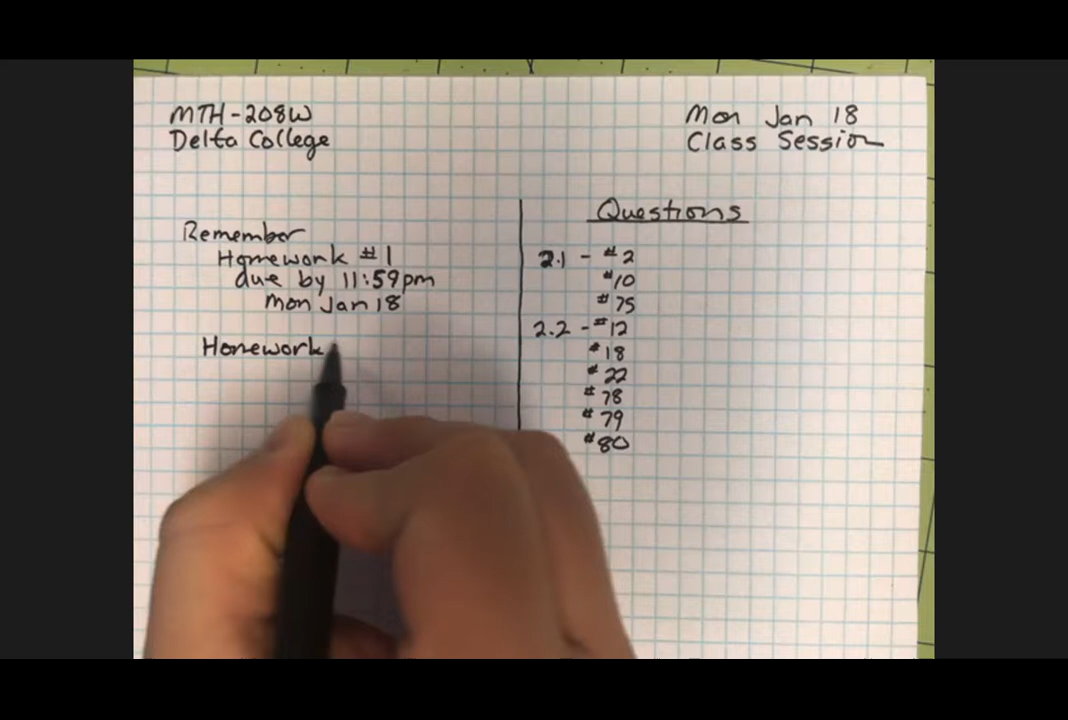 MTH-208W
Delta College
Mon Jan 18
Class Session
Remember
Homework #1
due by 11:59pm
Mon Jan 18
Homework
Questions
2.1 - #2
#10
#75
2.2 - #12
#18
#22
#78
#79
#80